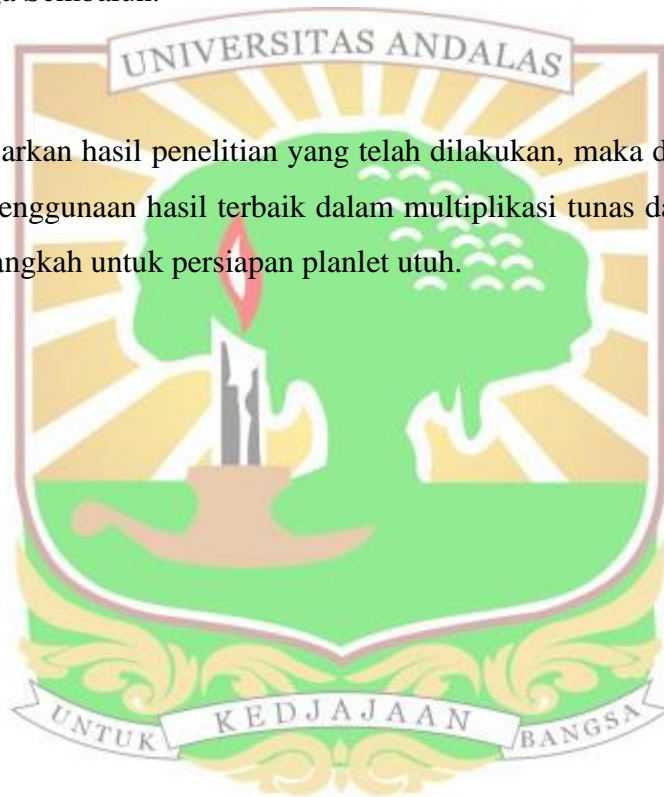 UNIVERSITAS ANDALAS
arkan hasil penelitian yang telah dilakukan, maka d
enggunaan hasil terbaik dalam multiplikasi tunas da
angkah untuk persiapan planlet utuh.
UNTUK KEDJAJAAN BANGSA